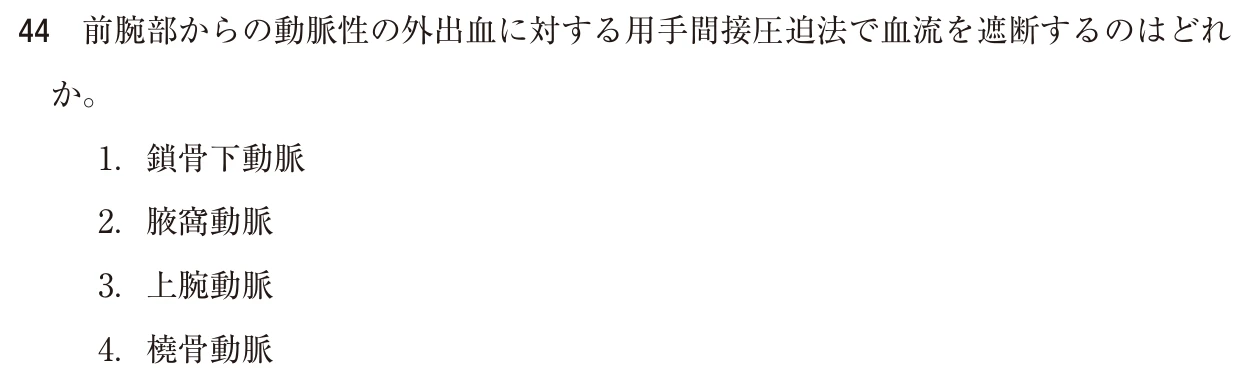 44 前腕部からの動脈性の外出血に対する用手間接圧迫法で血流を遮断するのはどれ
か。
1. 鎖骨下動脈
2. 腋窩動脈
3. 上腕動脈
4. 橈骨動脈